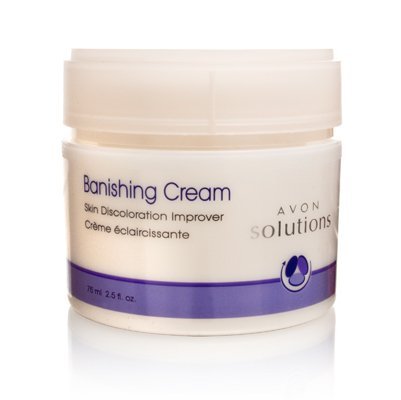 Banishing Cream
Skin Discoloration Improver
Crème éclaircissante
AVON
solutions
75 ml 2.5 fl. oz.